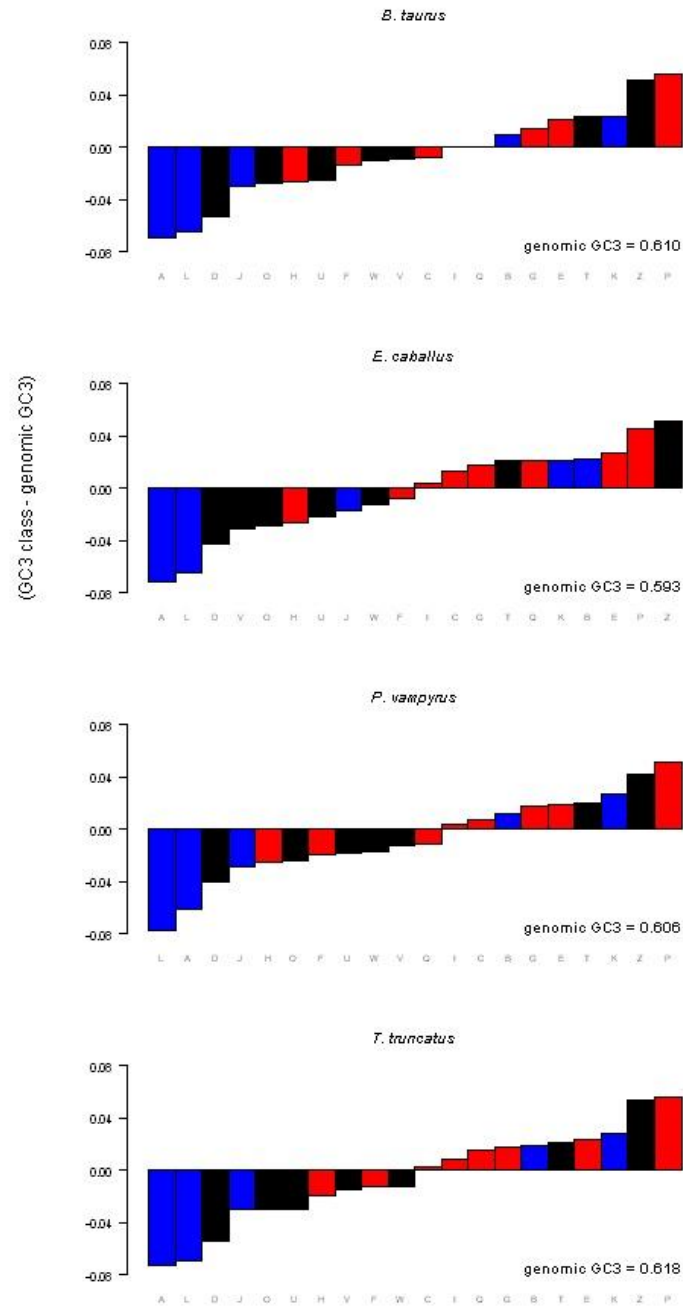 B. taurus
0.08
0.04
0.00
-0.04
-0.08
genomic GC3 = 0.610
A L D J O H U F W V C I Q B G E T K Z P
(GC3 class - genomic GC3)
E. caballus
0.08
0.04
0.00
-0.04
-0.08
genomic GC3 = 0.593
A L D V O H U J W F I C G T Q K B E P Z
P. vampyrus
0.08
0.04
0.00
-0.04
-0.08
genomic GC3 = 0.606
L A D J H O F U W V Q I C B G E T K Z P
T. truncatus
0.08
0.04
0.00
-0.04
-0.08
genomic GC3 = 0.618
A L D J O U H V F W C I Q G B T E K Z P